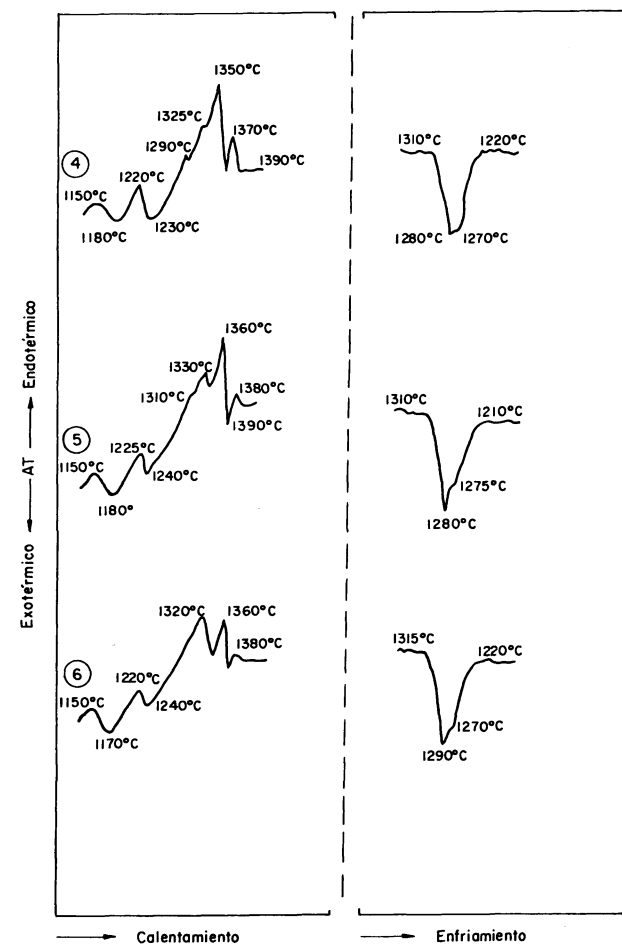 1350°C
1325°C
1370°C
1290°C
4
1390°C
1220°C
1150°C
1180°C
1230°C
1310°C
1220°C
1280°C
1270°C
Exotérmico
AT
Endotérmico
1360°C
1330°C
1380°C
1310°C
1390°C
5
1225°C
1150°C
1240°C
1180°
1310°C
1210°C
1275°C
1280°C
1320°C
1360°C
1380°C
6
1220°C
1150°C
1240°C
1170°C
1315°C
1220°C
1270°C
1290°C
Calentamiento
Enfriamiento